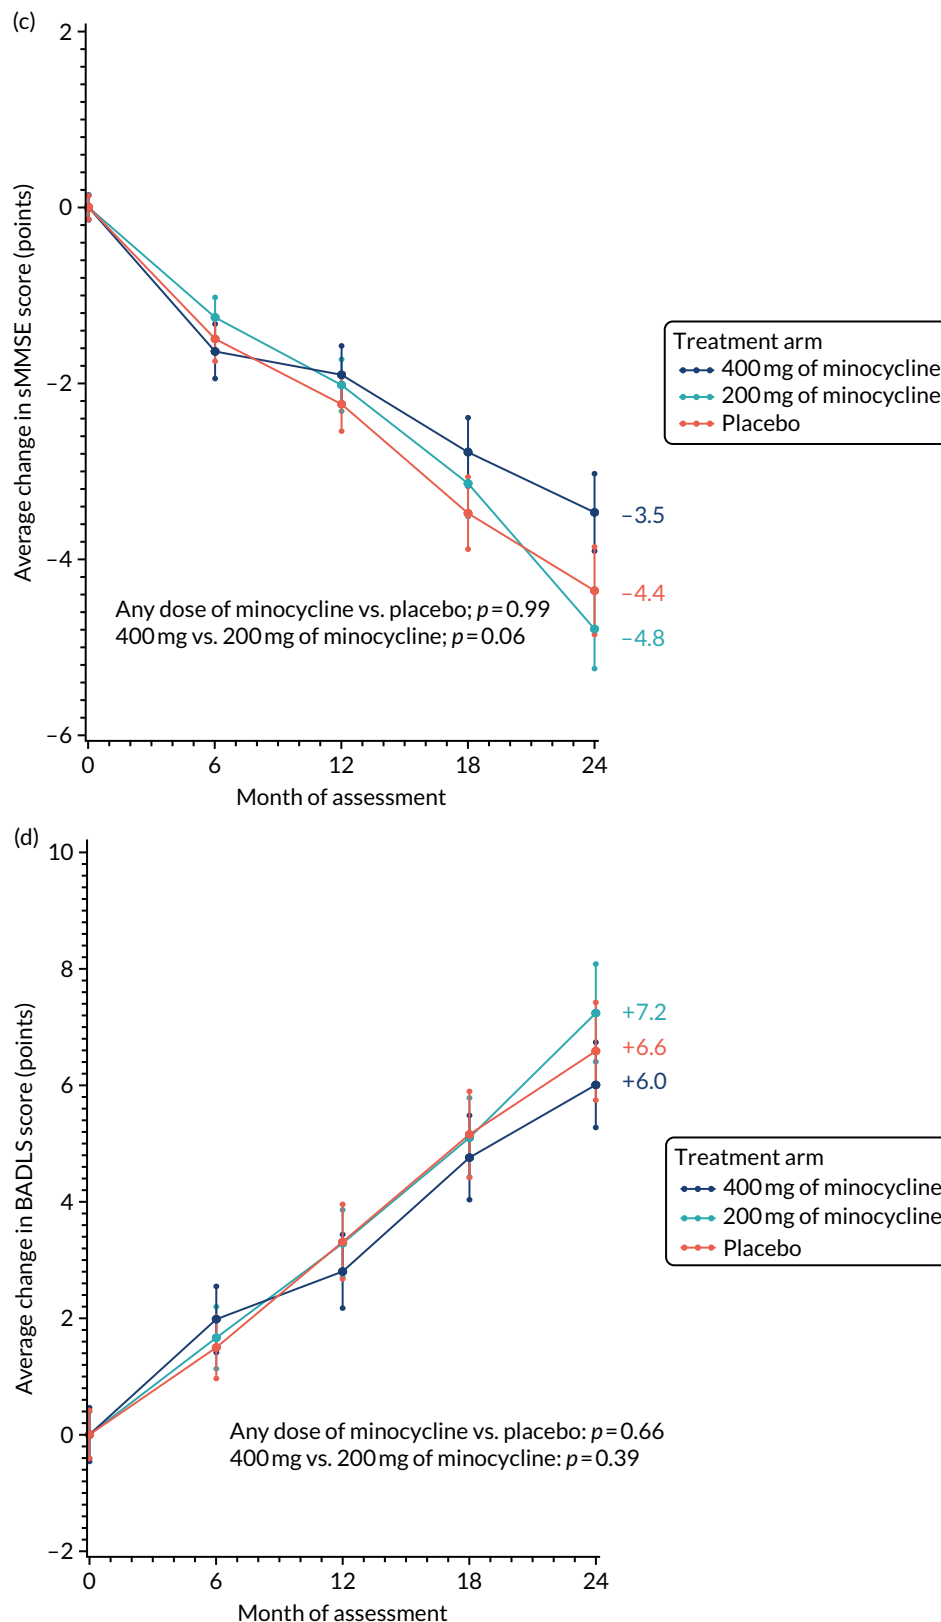 (c)
2
0
–2
–4
–6
Average change in sMMSE score (points)
0
6
12
18
24
Month of assessment
Treatment arm
400 mg of minocycline
200 mg of minocycline
Placebo
–3.5
–4.4
–4.8
Any dose of minocycline vs. placebo; p = 0.99
400 mg vs. 200 mg of minocycline; p = 0.06
(d)
10
8
6
4
2
0
–2
Average change in BADLS score (points)
0
6
12
18
24
Month of assessment
+7.2
+6.6
+6.0
Treatment arm
400 mg of minocycline
200 mg of minocycline
Placebo
Any dose of minocycline vs. placebo: p = 0.66
400 mg vs. 200 mg of minocycline: p = 0.39